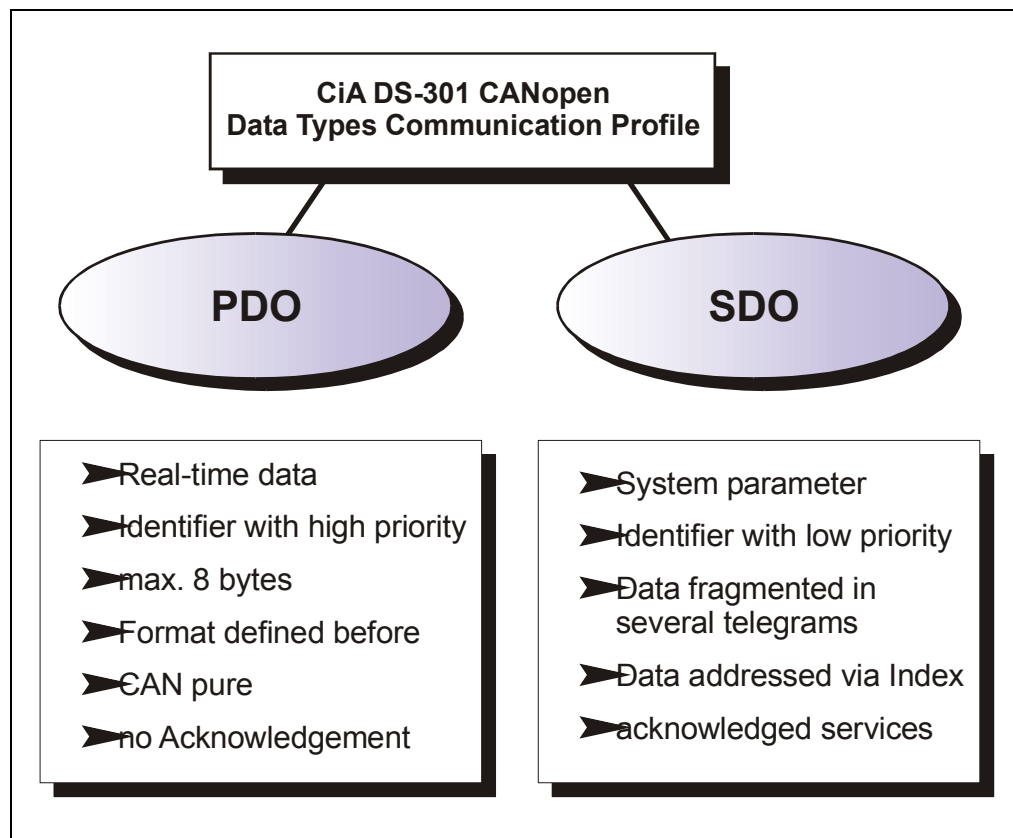 CiA DS-301 CANopen
Data Types Communication Profile
PDO
SDO
Real-time data
Identifier with high priority
max. 8 bytes
Format defined before
CAN pure
no Acknowledgement
System parameter
Identifier with low priority
Data fragmented in
several telegrams
Data addressed via Index
acknowledged services